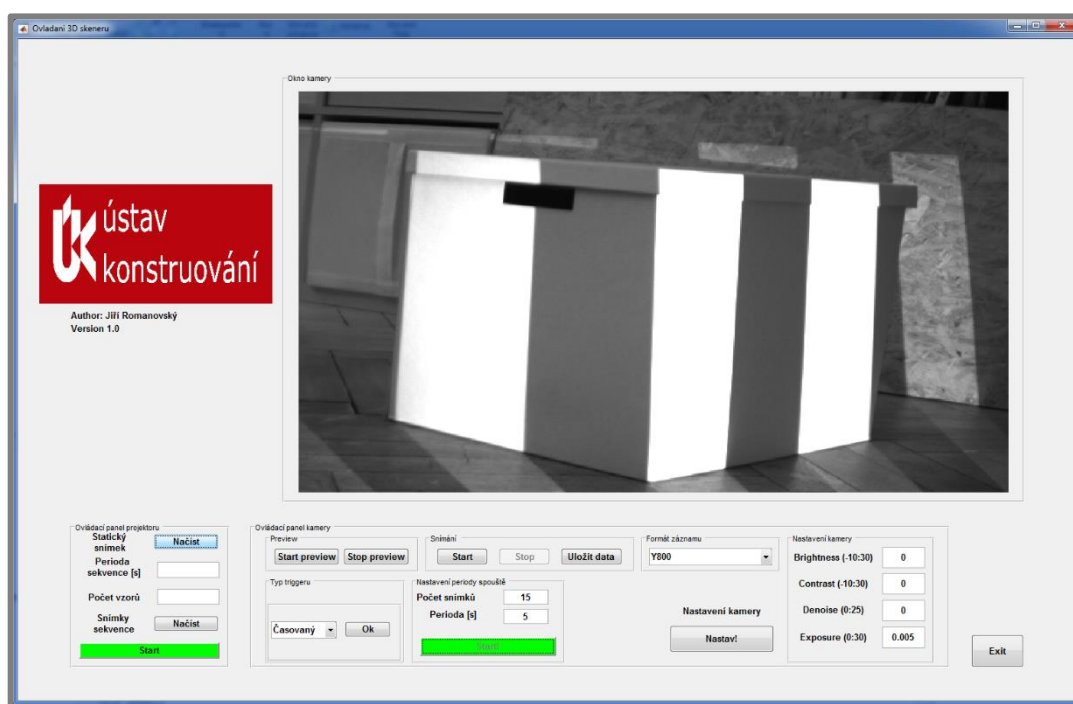 Ovladani 3D skeneru
Okno kamery
ústav
konstruování
Author: Jiří Romanovský
Version 1.0
Ovládácí panel projektoru
Statický
snímek
Načíst
Perioda
sekvence [s]
Počet vzorů
Snímky
sekvence
Načíst
Start
Ovládací panel kamery
Preview
Start preview
Stop preview
Snímání
Start
Stop
Uložit data
Formát záznamu
Y800
Typ triggeru
Časovaný
Ok
Nastavení periody spouště
Počet snímků
15
Perioda [s]
5
Start!
Nastavení kamery
Nastav!
Nastavení kamery
Brightness (-10:30)
0
Contrast (-10:30)
0
Denoise (0:25)
0
Exposure (0:30)
0.005
Exit